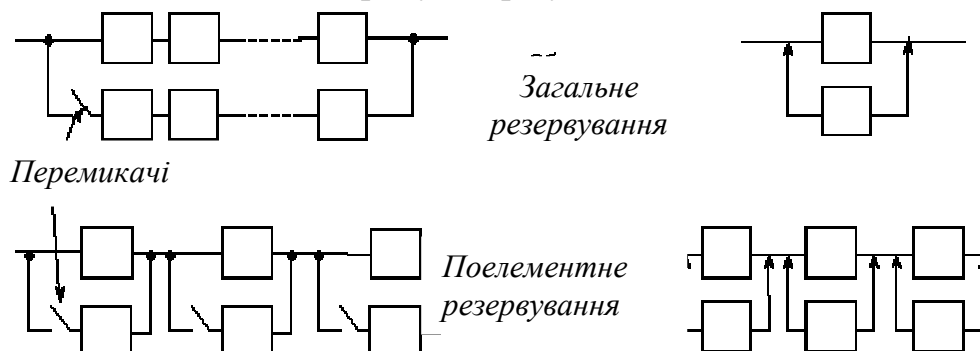 Загальне
резервування
Перемикачі
Поелементне
резервування